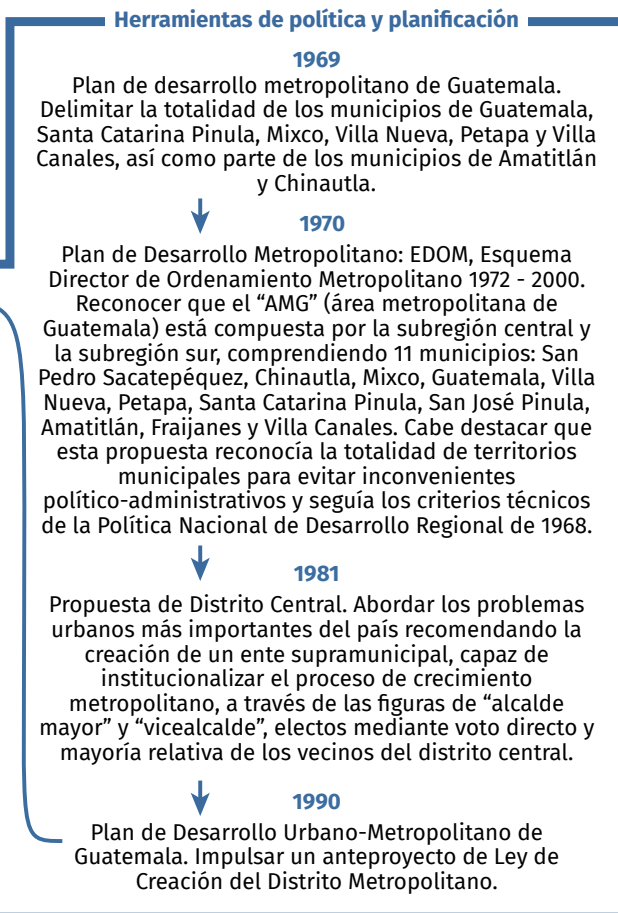 Herramientas de política y planificación
1969
Plan de desarrollo metropolitano de Guatemala.
Delimitar la totalidad de los municipios de Guatemala,
Santa Catarina Pinula, Mixco, Villa Nueva, Petapa y Villa
Canales, así como parte de los municipios de Amatitlán
y Chinautla.
1970
Plan de Desarrollo Metropolitano: EDOM, Esquema
Director de Ordenamiento Metropolitano 1972 - 2000.
Reconocer que el “AMG” (área metropolitana de
Guatemala) está compuesta por la subregión central y
la subregión sur, comprendiendo 11 municipios: San
Pedro Sacatepéquez, Chinautla, Mixco, Guatemala, Villa
Nueva, Petapa, Santa Catarina Pinula, San José Pinula,
Amatitlán, Fraijanes y Villa Canales. Cabe destacar que
esta propuesta reconocía la totalidad de territorios
municipales para evitar inconvenientes
político-administrativos y seguía los criterios técnicos
de la Política Nacional de Desarrollo Regional de 1968.
1981
Propuesta de Distrito Central. Abordar los problemas
urbanos más importantes del país recomendando la
creación de un ente supramunicipal, capaz de
institucionalizar el proceso de crecimiento
metropolitano, a través de las figuras de “alcalde
mayor” y “vicealcalde”, electos mediante voto directo y
mayoría relativa de los vecinos del distrito central.
1990
Plan de Desarrollo Urbano-Metropolitano de
Guatemala. Impulsar un anteproyecto de Ley de
Creación del Distrito Metropolitano.